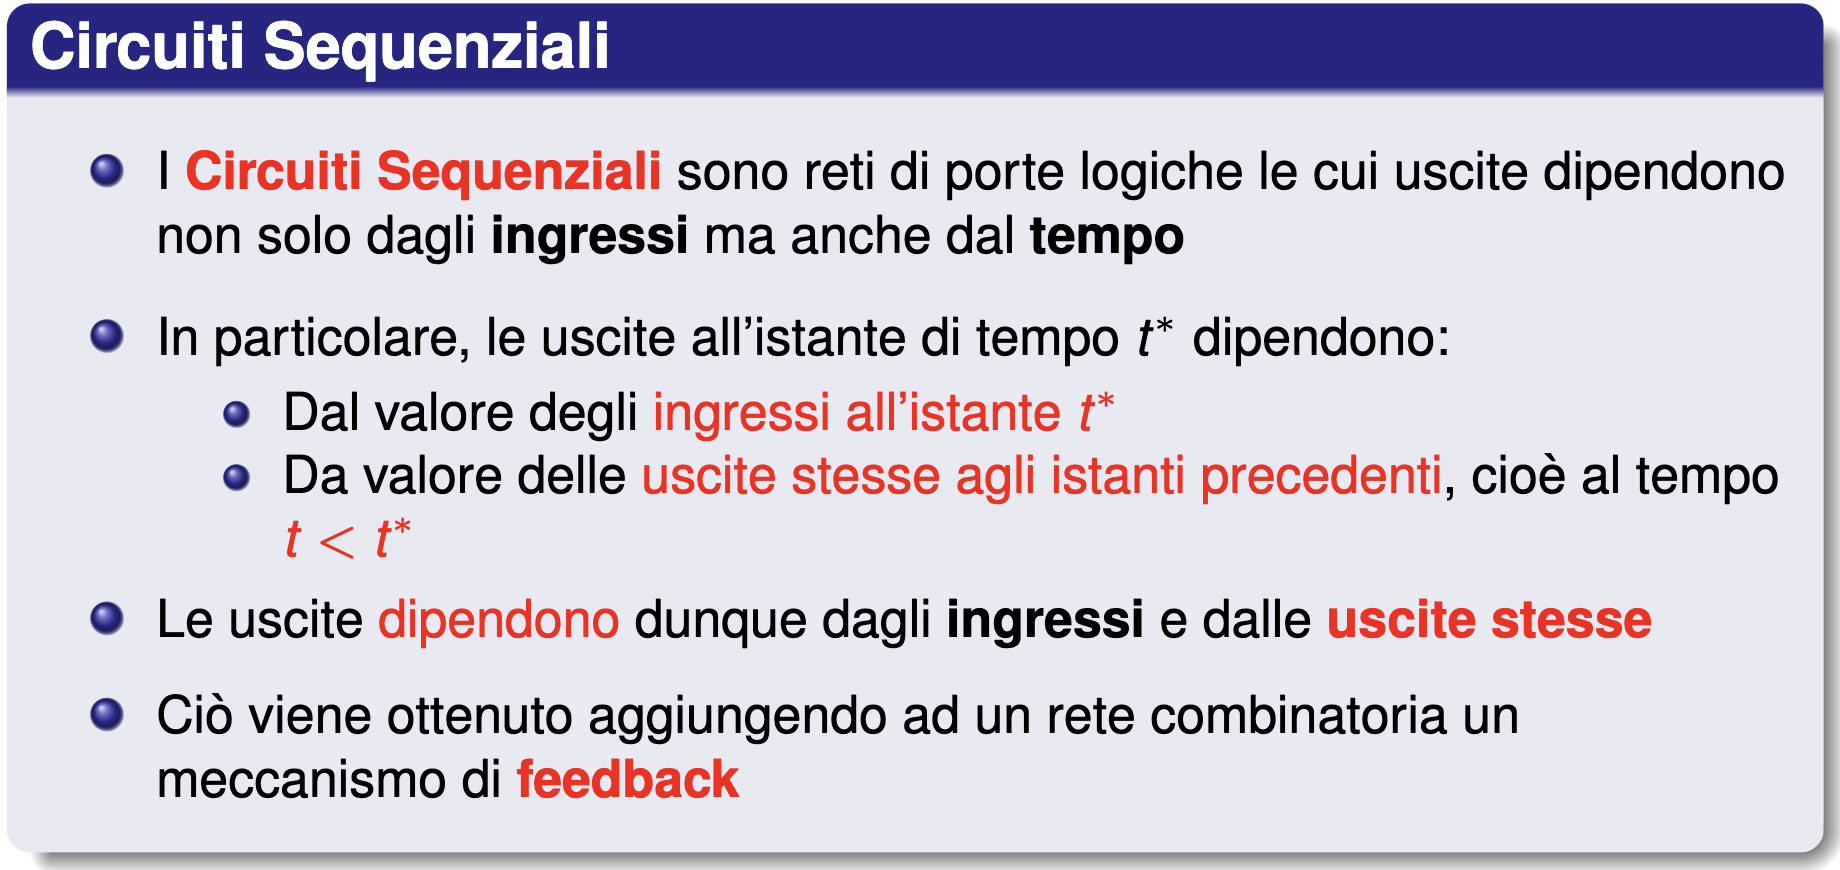 Circuiti Sequenziali
I Circuiti Sequenziali sono reti di porte logiche le cui uscite dipendono
non solo dagli ingressi ma anche dal tempo
In particolare, le uscite all'istante di tempo t* dipendono:
Dal valore degli ingressi all'istante t*
Da valore delle uscite stesse agli istanti precedenti, cioè al tempo
t < t*
Le uscite dipendono dunque dagli ingressi e dalle uscite stesse
Ciò viene ottenuto aggiungendo ad un rete combinatoria un
meccanismo di feedback